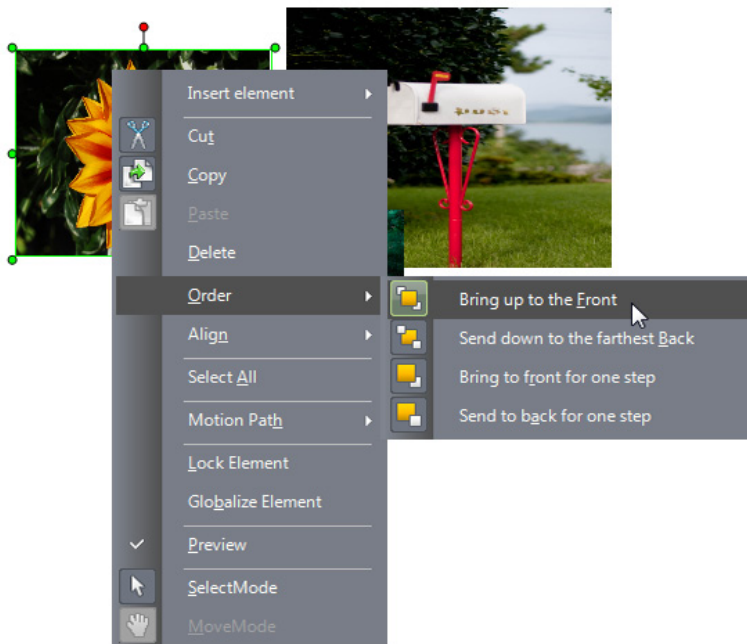 post
Insert element
Cut
Copy
Paste
Delete
Order
Align
Select All
Motion Path
Lock Element
Globalize Element
Preview
SelectMode
MoveMode
Bring up to the Front
Send down to the farthest Back
Bring to front for one step
Send to back for one step